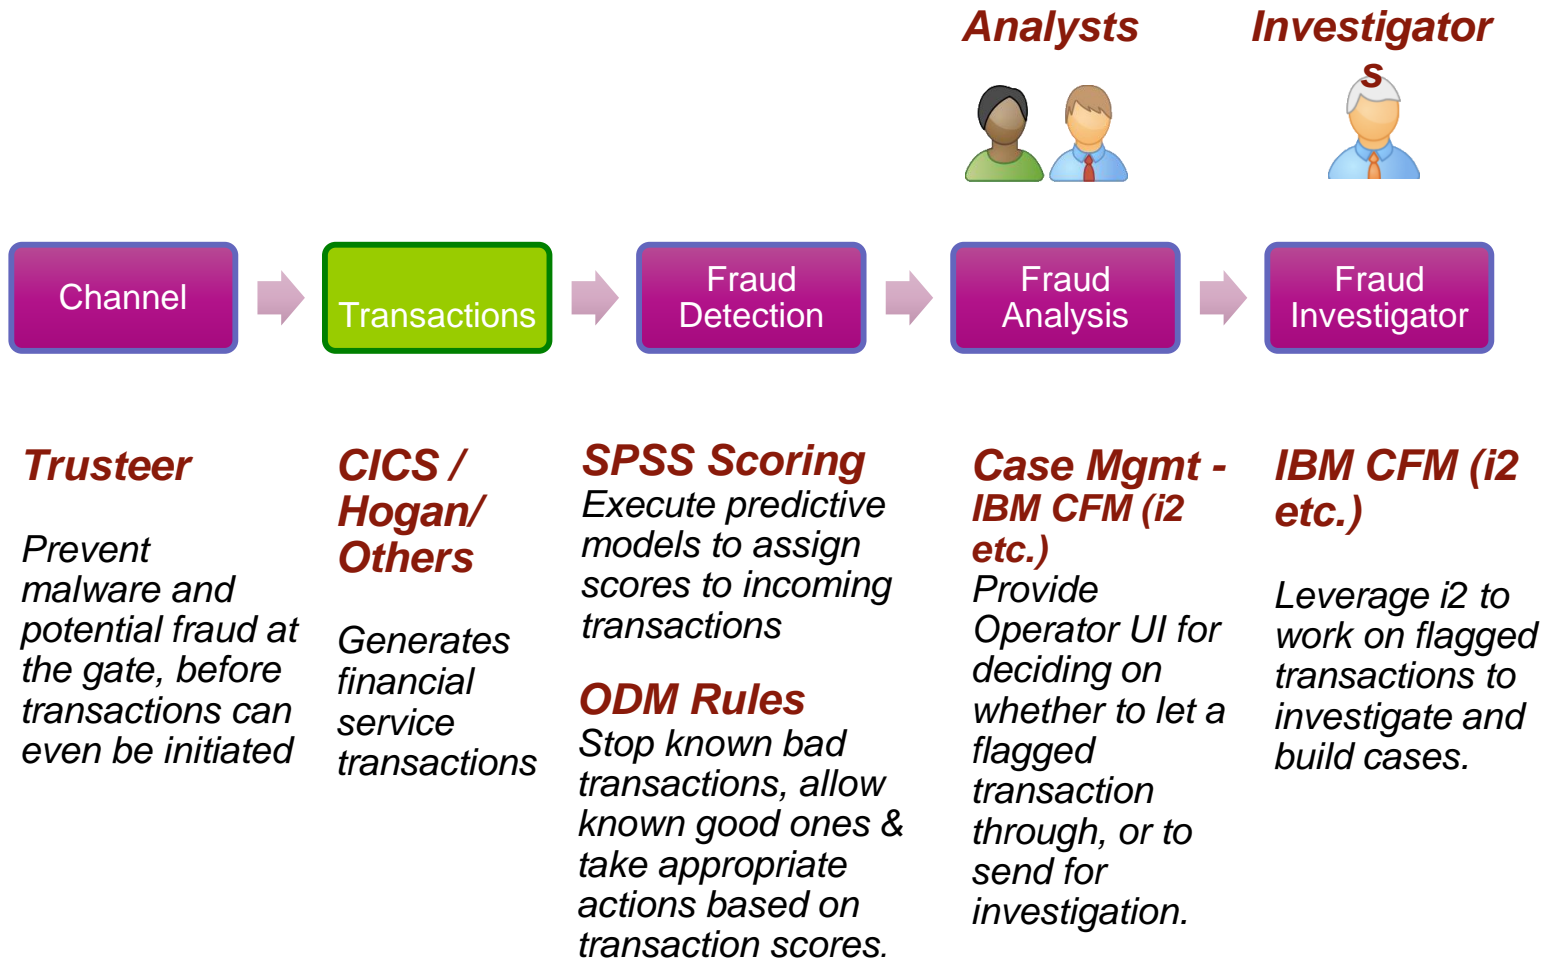 Analysts
Investigator
s
Channel
Transactions
Fraud
Detection
Fraud
Analysis
Fraud
Investigator
Trusteer
Prevent
malware and
potential fraud at
the gate, before
transactions can
even be initiated
CICS /
Hogan/
Others
Generates
financial
service
transactions
SPSS Scoring
Execute predictive
models to assign
scores to incoming
transactions
ODM Rules
Stop known bad
transactions, allow
known good ones &
take appropriate
actions based on
transaction scores.
Case Mgmt -
IBM CFM (i2
etc.)
Provide
Operator UI for
deciding on
whether to let a
flagged
transaction
through, or to
send for
investigation.
IBM CFM (i2
etc.)
Leverage i2 to
work on flagged
transactions to
investigate and
build cases.